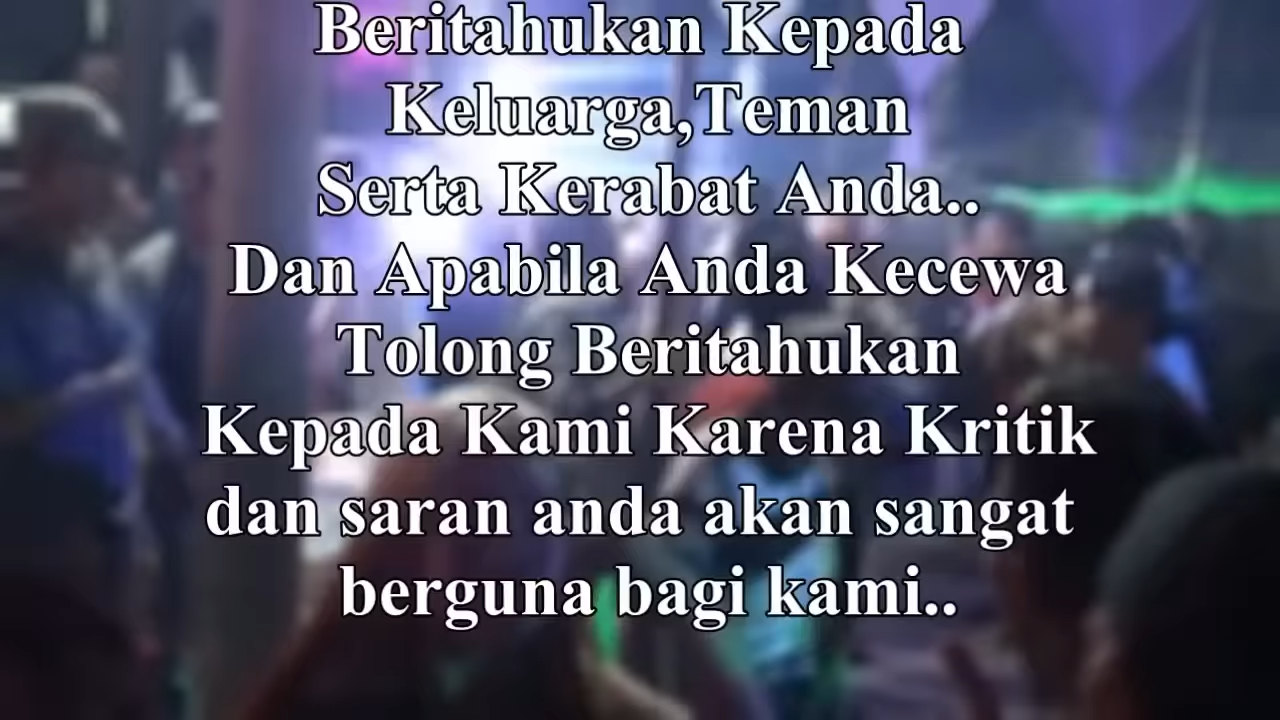 Beritahukan Kepada
Keluarga,Teman
Serta Kerabat Anda..
Dan Apabila Anda Kecewa
Tolong Beritahukan
Kepada Kami Karena Kritik
dan saran anda akan sangat
berguna bagi kami..